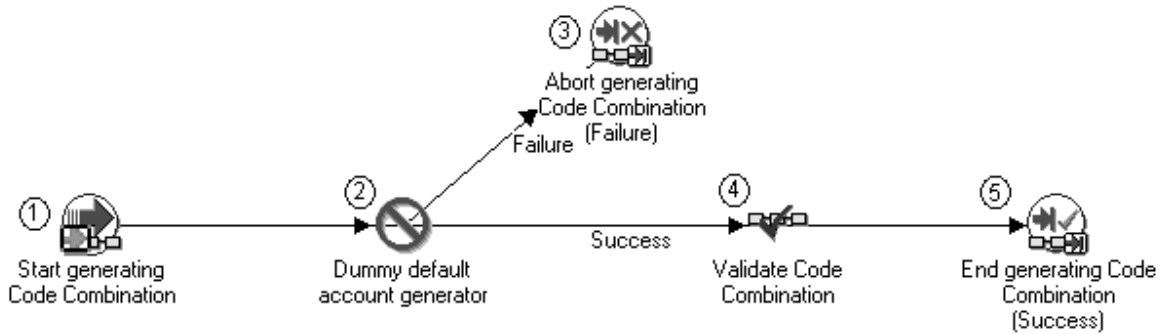 3
Abort generating
Code Combination
(Failure)
Failure
1
2
4
5
Success
Start generating
Code Combination
Dummy default
account generator
Validate Code
Combination
End generating Code
Combination
(Success)